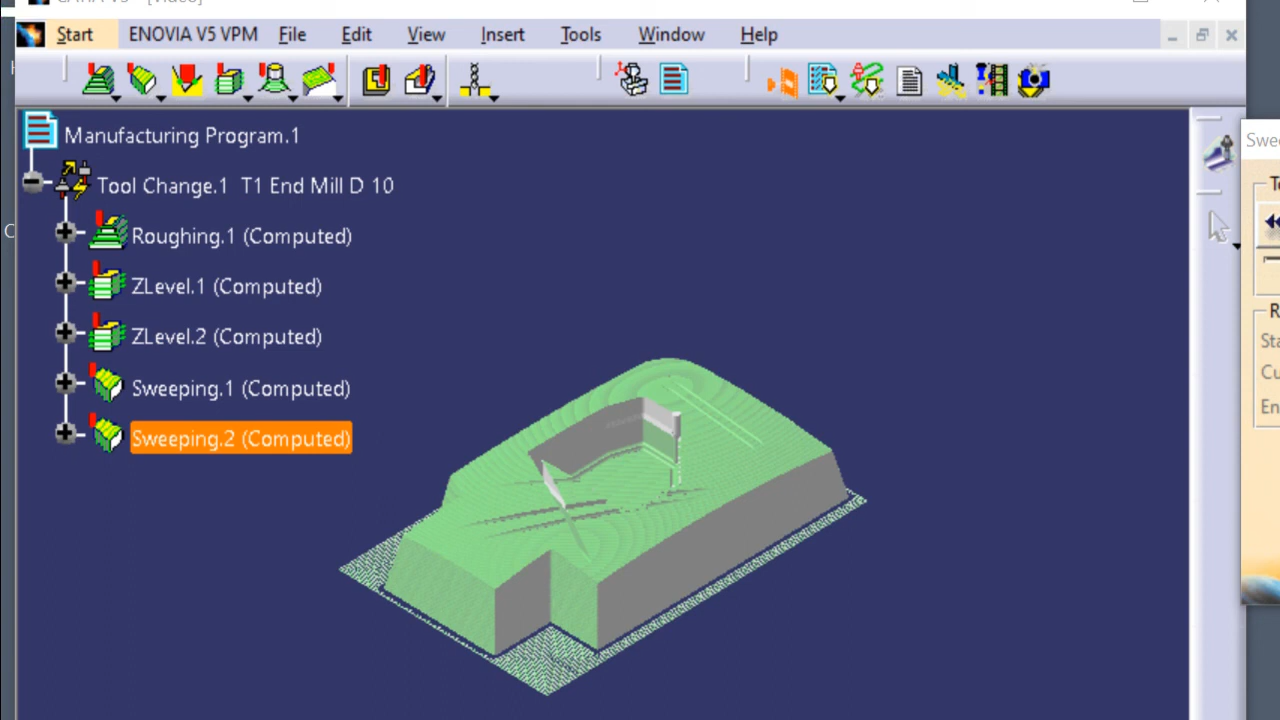 Start ENOVIA V5 VPM File Edit View Insert Tools Window Help
Manufacturing Program.1
Tool Change.1 T1 End Mill D 10
Roughing.1 (Computed)
ZLevel.1 (Computed)
ZLevel.2 (Computed)
Sweeping.1 (Computed)
Sweeping.2 (Computed)